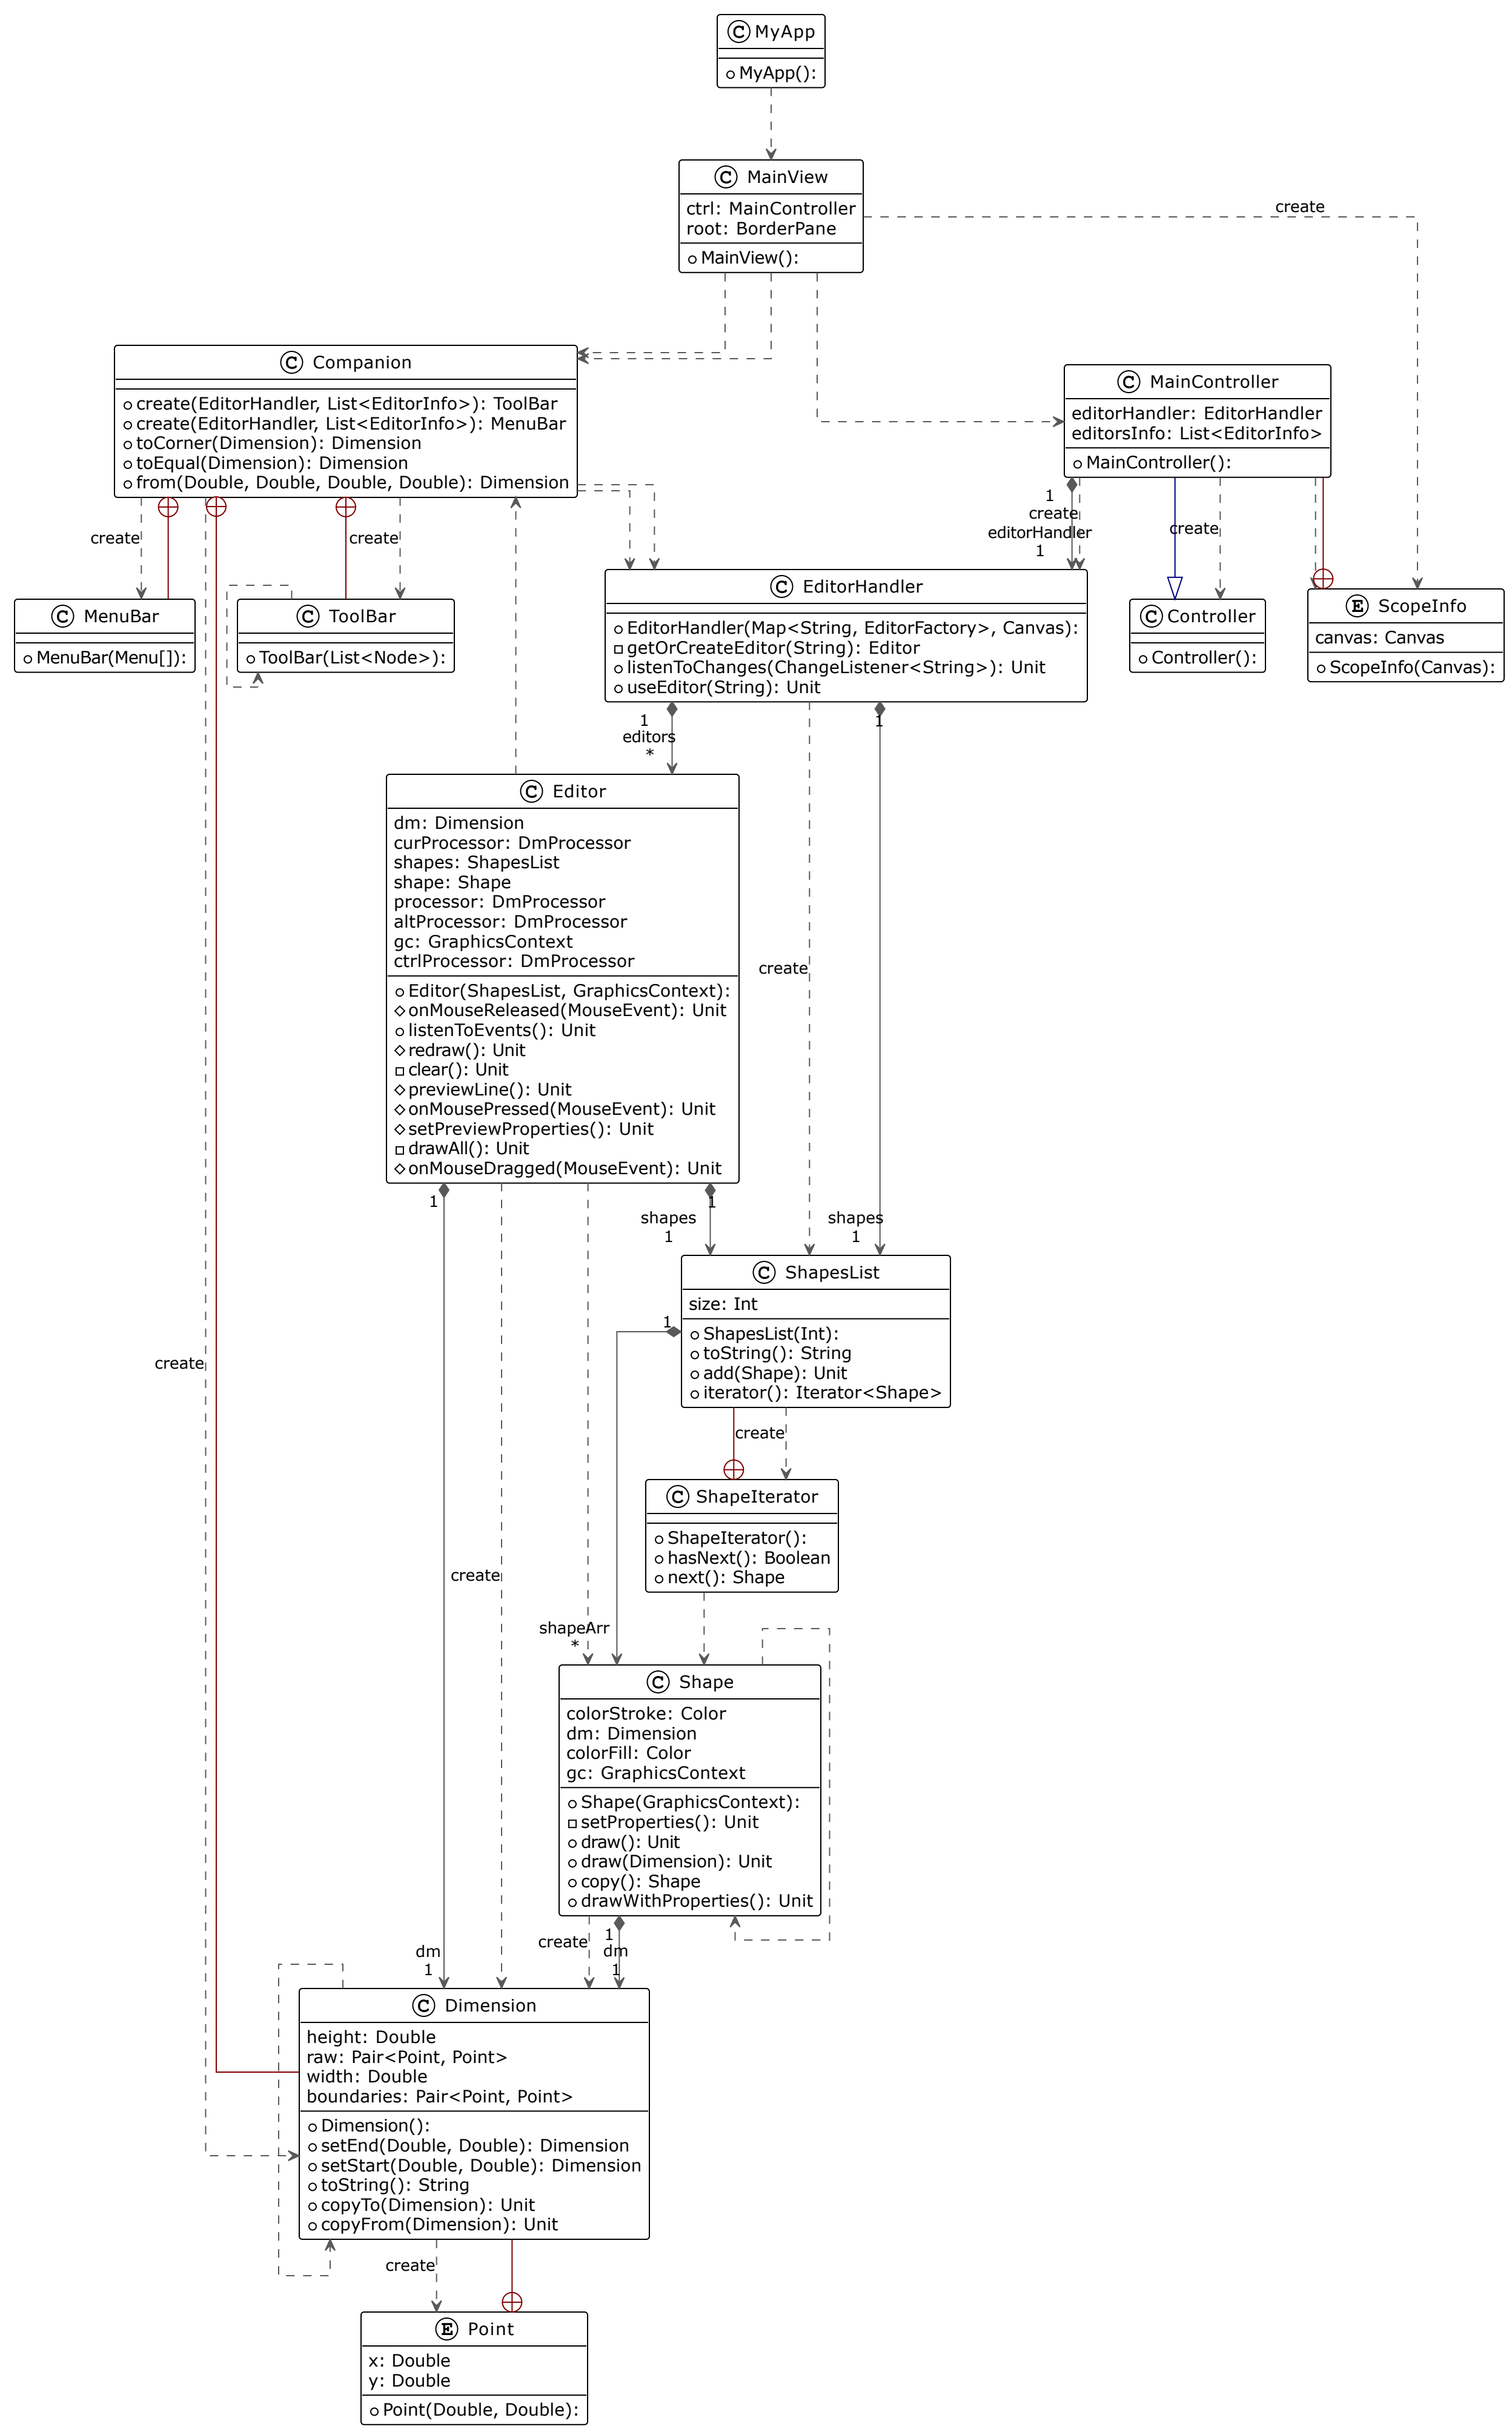 C MyApp
MyApp():
C MainView
ctrl: MainController
root: BorderPane
MainView():
create
C Companion
create(EditorHandler, List<EditorInfo>): ToolBar
create(EditorHandler, List<EditorInfo>): MenuBar
toCorner(Dimension): Dimension
toEqual(Dimension): Dimension
from(Double, Double, Double, Double): Dimension
C MainController
editorHandler: EditorHandler
editorsInfo: List<EditorInfo>
MainController():
create
create
1
create
editorHandler
1
create
C MenuBar
MenuBar(Menu[]):
C ToolBar
ToolBar(List<Node>):
C EditorHandler
EditorHandler(Map<String, EditorFactory>, Canvas):
getOrCreateEditor(String): Editor
listenToChanges(ChangeListener<String>): Unit
useEditor(String): Unit
C Controller
Controller():
E ScopeInfo
canvas: Canvas
ScopeInfo(Canvas):
1
editors
*
1
C Editor
dm: Dimension
curProcessor: DmProcessor
shapes: ShapesList
shape: Shape
processor: DmProcessor
altProcessor: DmProcessor
gc: GraphicsContext
ctrlProcessor: DmProcessor
Editor(ShapesList, GraphicsContext):
onMouseReleased(MouseEvent): Unit
listenToEvents(): Unit
redraw(): Unit
clear(): Unit
previewLine(): Unit
onMousePressed(MouseEvent): Unit
setPreviewProperties(): Unit
drawAll(): Unit
onMouseDragged(MouseEvent): Unit
create
1
1
shapes
1
shapes
1
C ShapesList
size: Int
ShapesList(Int):
toString(): String
add(Shape): Unit
iterator(): Iterator<Shape>
1
create
create
C ShapeIterator
ShapeIterator():
hasNext(): Boolean
next(): Shape
create
shapeArr
*
C Shape
colorStroke: Color
dm: Dimension
colorFill: Color
gc: GraphicsContext
Shape(GraphicsContext):
setProperties(): Unit
draw(): Unit
draw(Dimension): Unit
copy(): Shape
drawWithProperties(): Unit
dm
1
create
1
dm
1
C Dimension
height: Double
raw: Pair<Point, Point>
width: Double
boundaries: Pair<Point, Point>
Dimension():
setEnd(Double, Double): Dimension
setStart(Double, Double): Dimension
toString(): String
copyTo(Dimension): Unit
copyFrom(Dimension): Unit
create
E Point
x: Double
y: Double
Point(Double, Double):